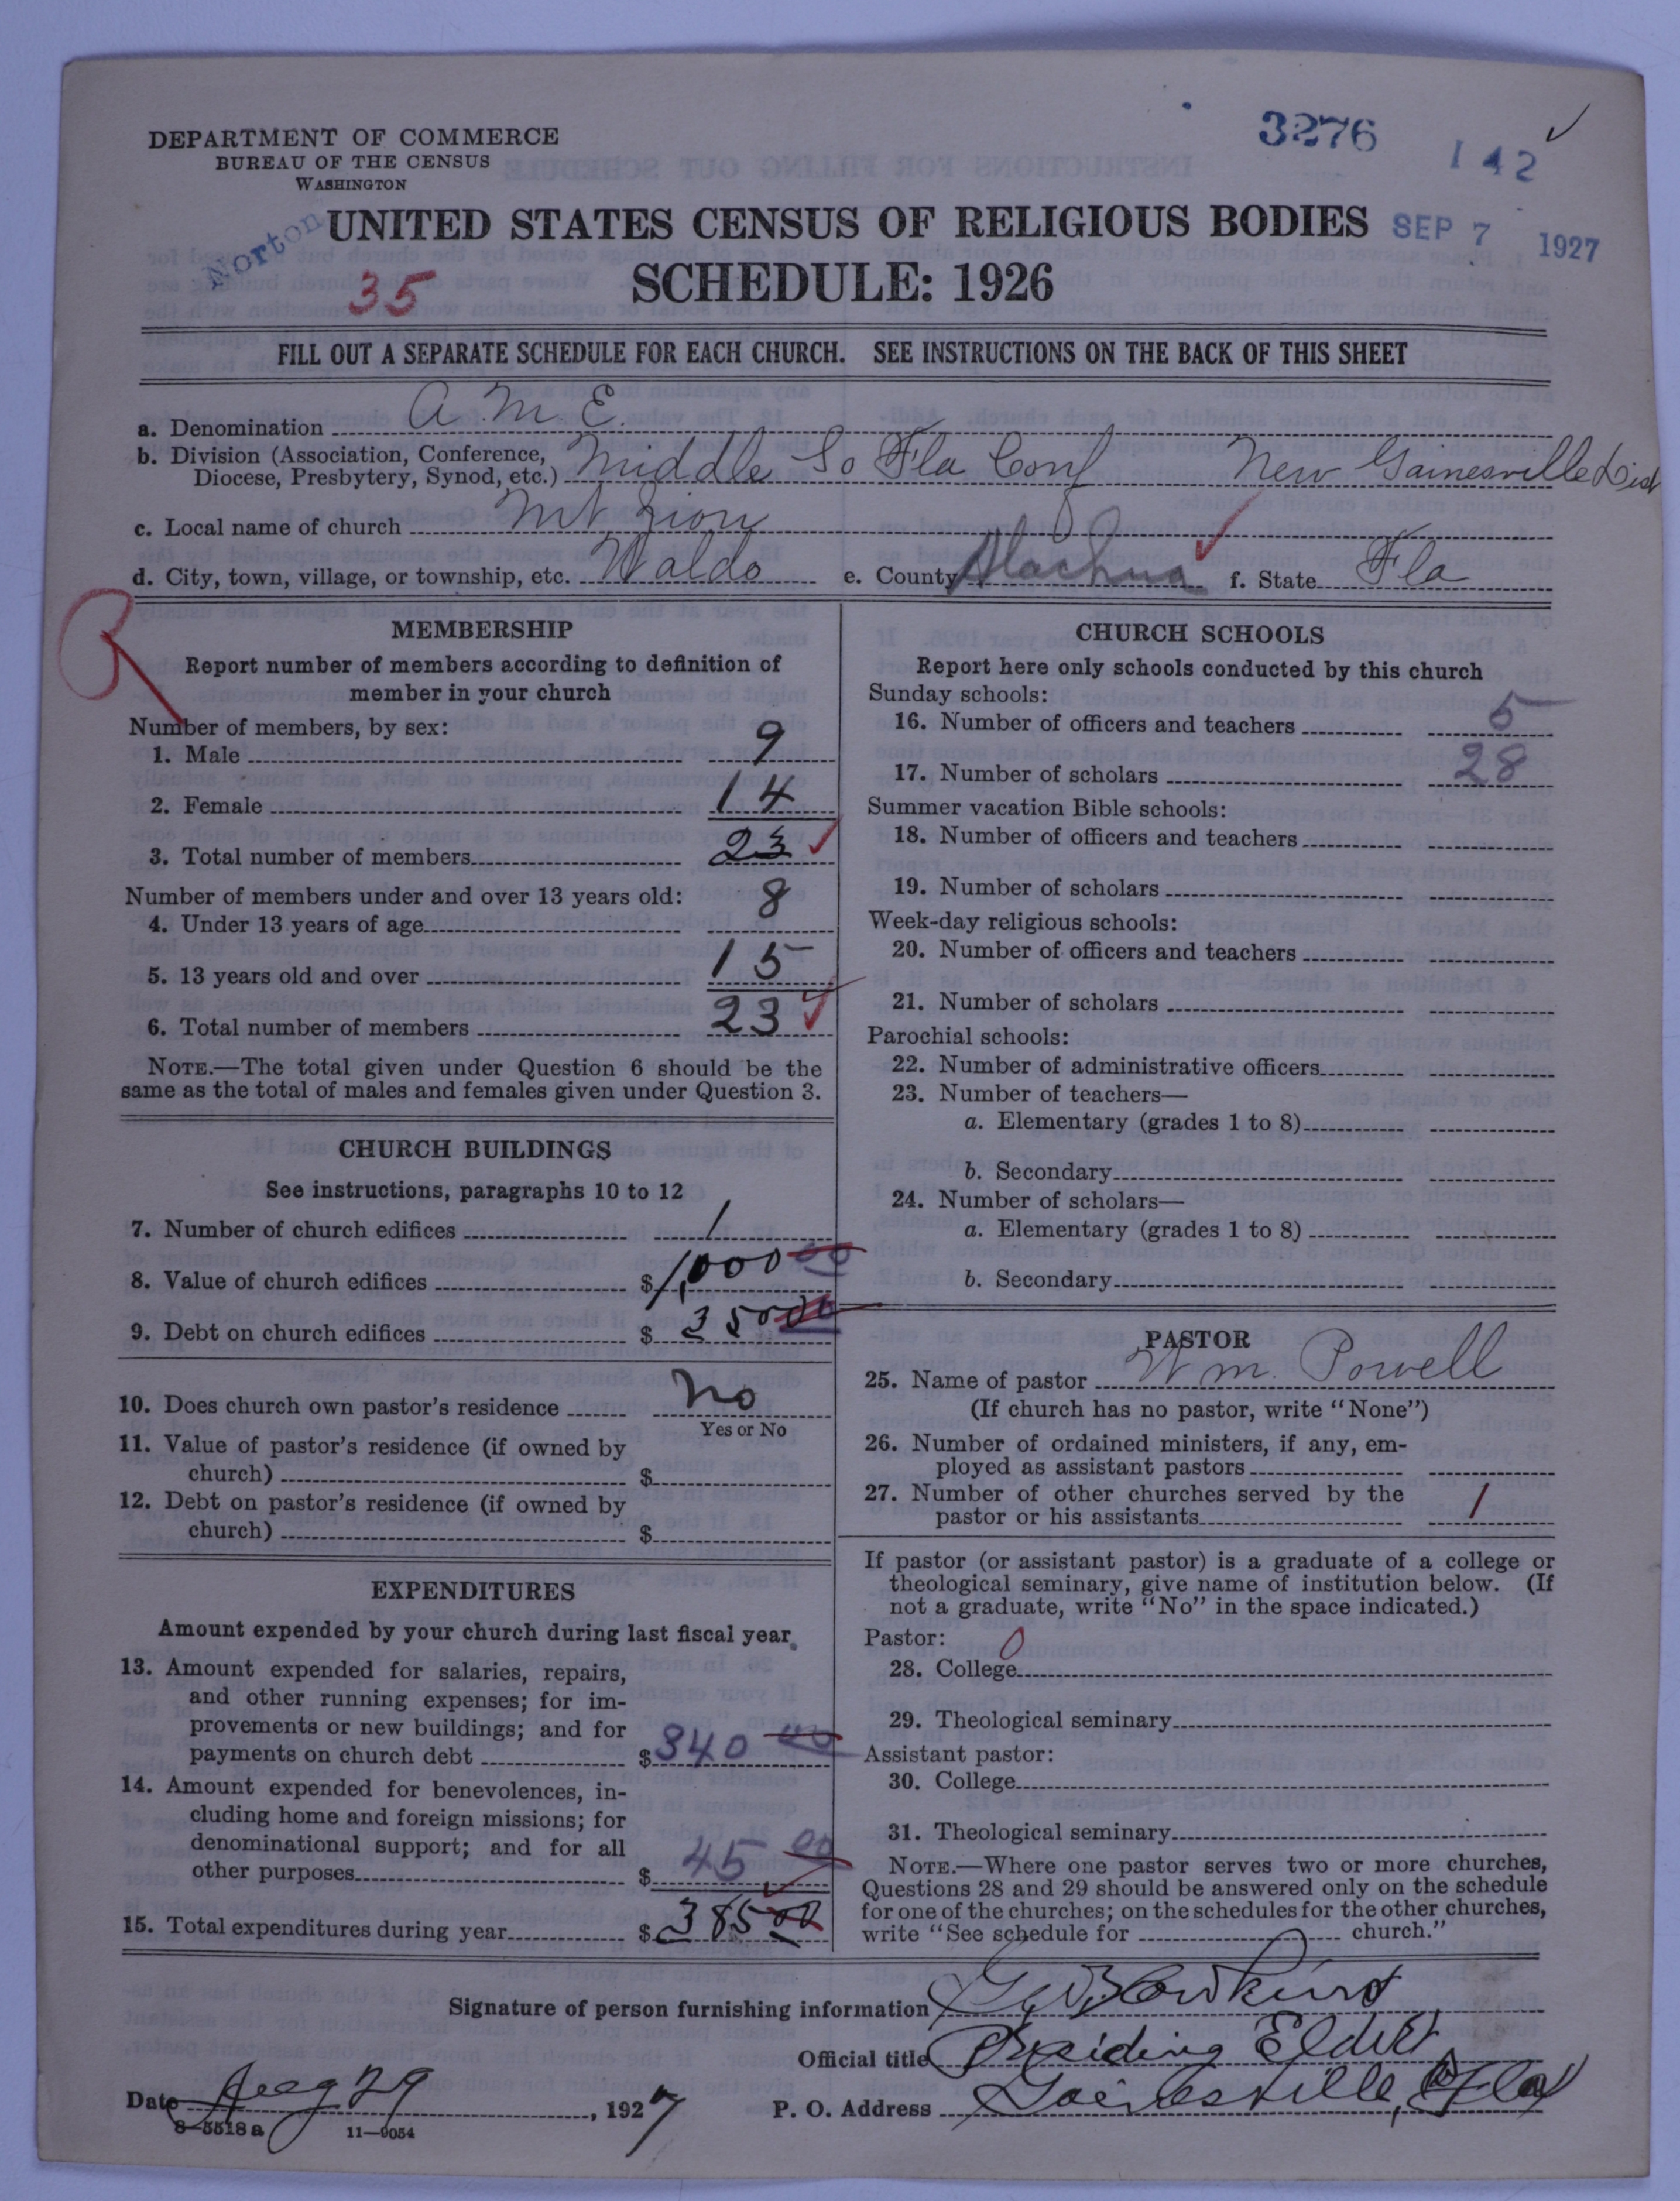 3276
142
DEPARTMENT OF COMMERCE
BUREAU OF THE CENSUS
WASHINGTON
Norton
UNITED STATES CENSUS OF RELIGIOUS BODIES
SEP 7 1927
35
SCHEDULE: 1926
FILL OUT A SEPARATE SCHEDULE FOR EACH CHURCH. SEE INSTRUCTIONS ON THE BACK OF THIS SHEET
a. Denomination A. M. E.
b. Division (Association, Conference, Diocese, Presbytery, Synod, etc.) Middle So Fla Conf New Gainesville Dist
c. Local name of church Mt. Zion
d. City, town, village, or township, etc. Waldo e. County Alachua f. State Fla
MEMBERSHIP
Report number of members according to definition of
member in your church
Number of members, by sex:
1. Male 9
2. Female 14
3. Total number of members 23
Number of members under and over 13 years old:
4. Under 13 years of age 8
5. 13 years old and over 15
6. Total number of members 23
NOTE.—The total given under Question 6 should be the
same as the total of males and females given under Question 3.
CHURCH BUILDINGS
See instructions, paragraphs 10 to 12
7. Number of church edifices 1
8. Value of church edifices $1,000 00
9. Debt on church edifices $ 350 00
10. Does church own pastor's residence No
Yes or No
11. Value of pastor's residence (if owned by
church) $
12. Debt on pastor's residence (if owned by
church) $
EXPENDITURES
Amount expended by your church during last fiscal year
13. Amount expended for salaries, repairs,
and other running expenses; for im-
provements or new buildings; and for
payments on church debt $340 00
14. Amount expended for benevolences, in-
cluding home and foreign missions; for
denominational support; and for all
other purposes $ 45 00
15. Total expenditures during year $ 385 00
CHURCH SCHOOLS
Report here only schools conducted by this church
Sunday schools:
16. Number of officers and teachers 5
17. Number of scholars 28
Summer vacation Bible schools:
18. Number of officers and teachers
19. Number of scholars
Week-day religious schools:
20. Number of officers and teachers
21. Number of scholars
Parochial schools:
22. Number of administrative officers
23. Number of teachers—
a. Elementary (grades 1 to 8)
b. Secondary
24. Number of scholars—
a. Elementary (grades 1 to 8)
b. Secondary
PASTOR
25. Name of pastor Wm. Powell
(If church has no pastor, write "None")
26. Number of ordained ministers, if any, em-
ployed as assistant pastors
27. Number of other churches served by the
pastor or his assistants 1
If pastor (or assistant pastor) is a graduate of a college or
theological seminary, give name of institution below. (If
not a graduate, write "No" in the space indicated.)
Pastor: 0
28. College
29. Theological seminary
Assistant pastor:
30. College
31. Theological seminary
NOTE.—Where one pastor serves two or more churches,
Questions 28 and 29 should be answered only on the schedule
for one of the churches; on the schedules for the other churches,
write "See schedule for church."
Signature of person furnishing information
Official title Presiding Elder
Date Aug 29, 1927
P. O. Address Gainesville, Fla
8—5518 a
11—9054